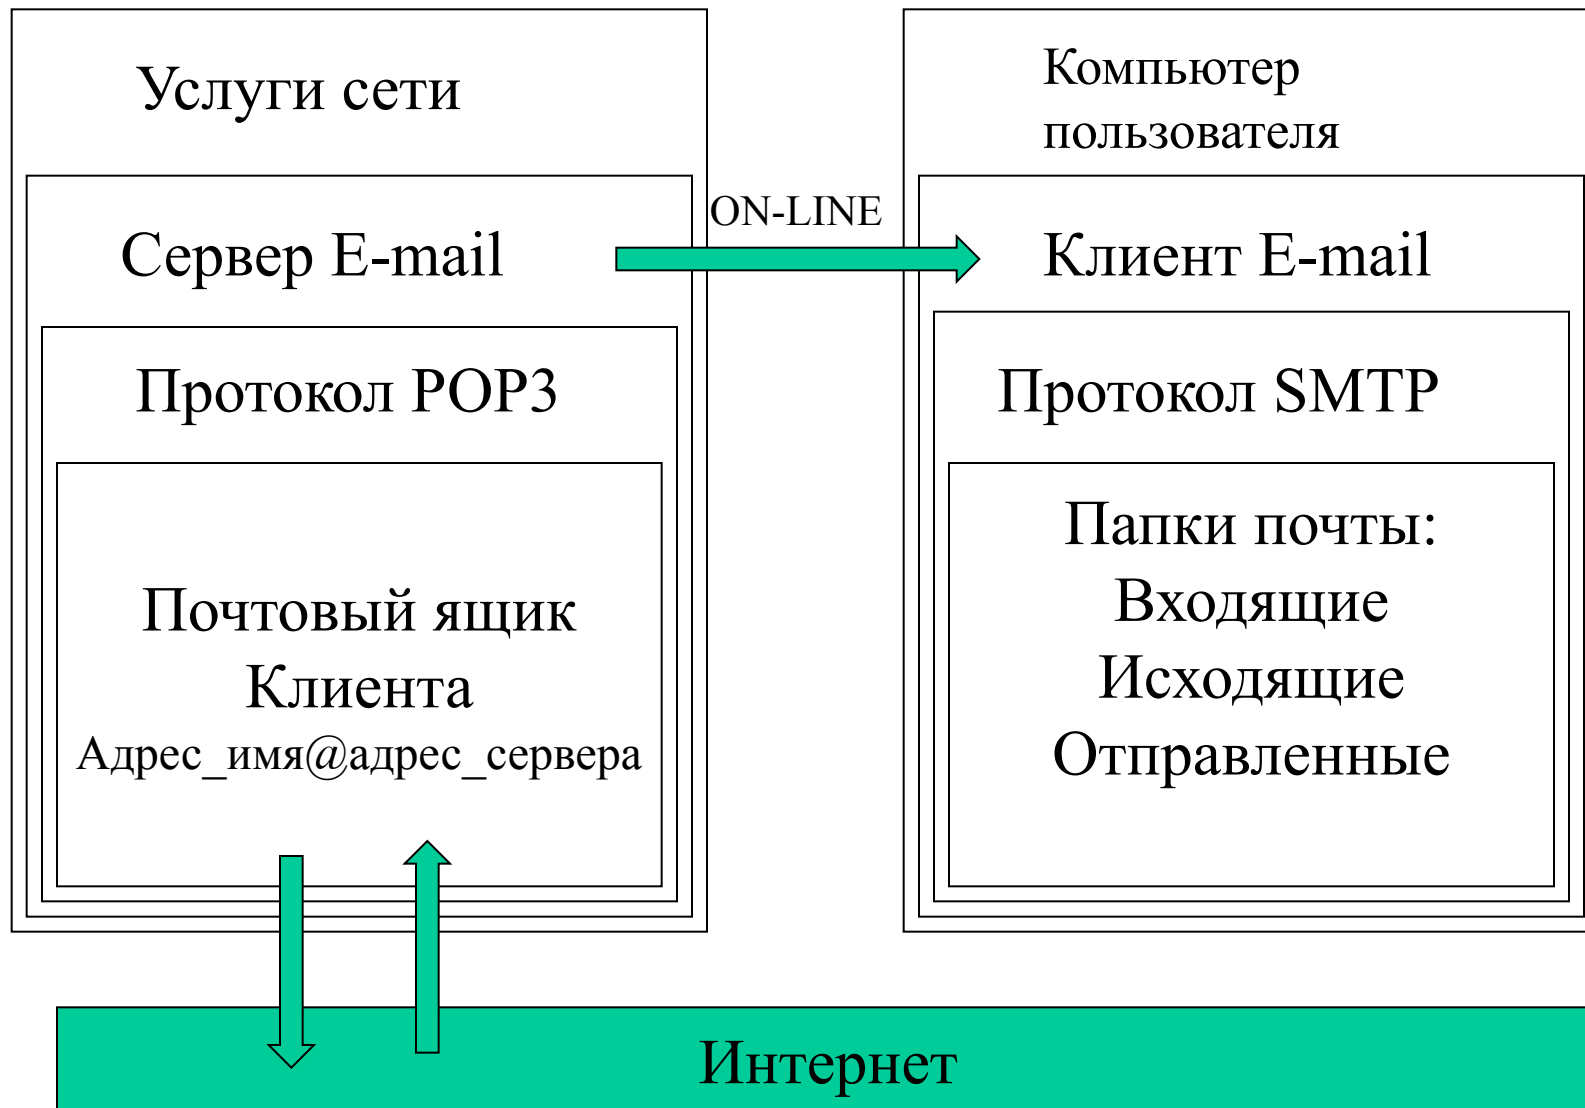 Услуги сети
Сервер E-mail
Протокол POP3
Почтовый ящик
Клиента
Адрес_имя@адрес_сервера
ON-LINE
Компьютер
пользователя
Клиент E-mail
Протокол SMTP
Папки почты:
Входящие
Исходящие
Отправленные
Интернет